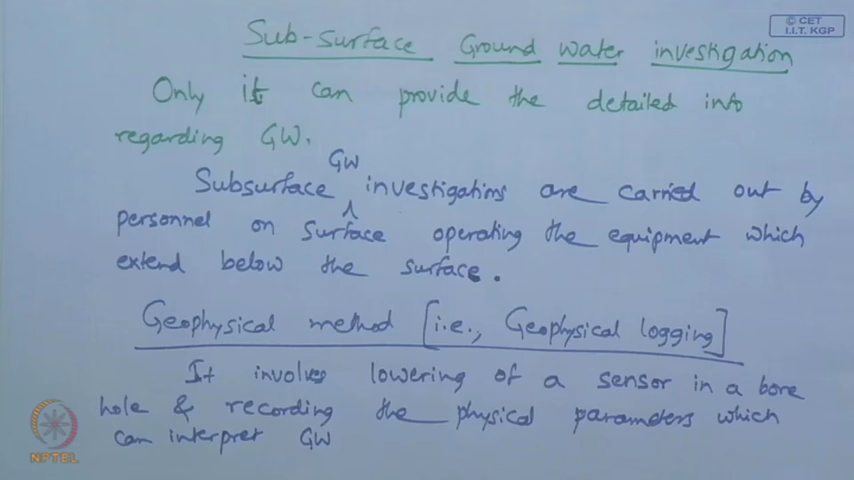 © CET
I.I.T. KGP
Sub-surface Ground water investigation
Only it can provide the detailed info
regarding GW.
GW
Subsurface ʌ investigations are carried out by
personnel on surface operating the equipment which
extend below the surface.
Geophysical method [i.e., Geophysical logging]
It involves lowering of a sensor in a bore
hole & recording the physical parameters which
can interpret GW
NPTEL